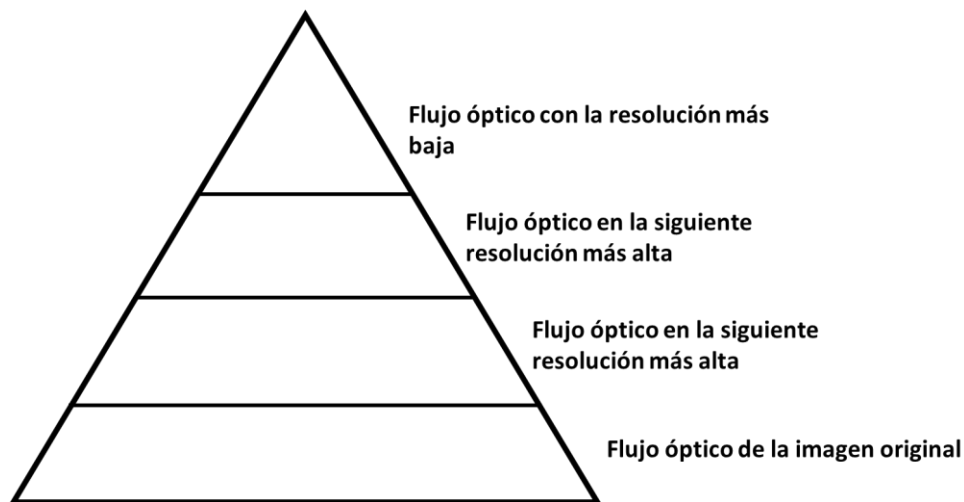 Flujo óptico con la resolución más
baja
Flujo óptico en la siguiente
resolución más alta
Flujo óptico en la siguiente
resolución más alta
Flujo óptico de la imagen original